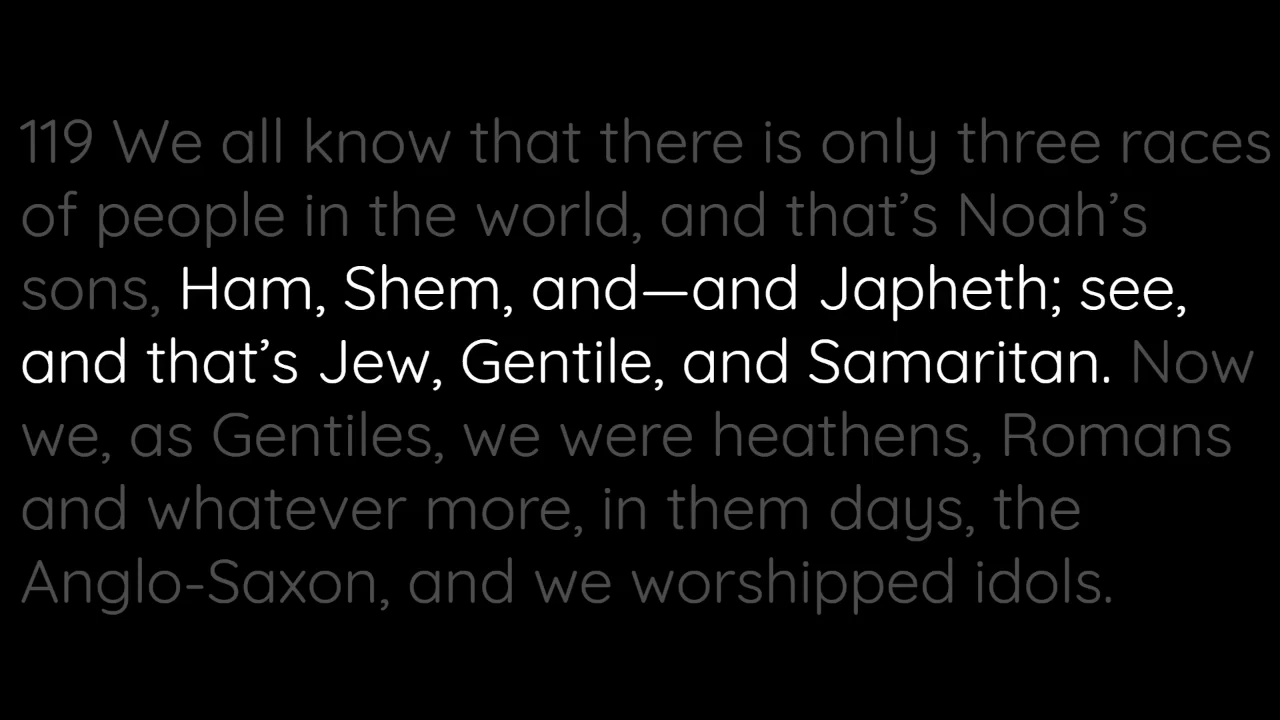 119 We all know that there is only three races
of people in the world, and that’s Noah’s
sons, Ham, Shem, and—and Japheth; see,
and that’s Jew, Gentile, and Samaritan. Now
we, as Gentiles, we were heathens, Romans
and whatever more, in them days, the
Anglo-Saxon, and we worshipped idols.